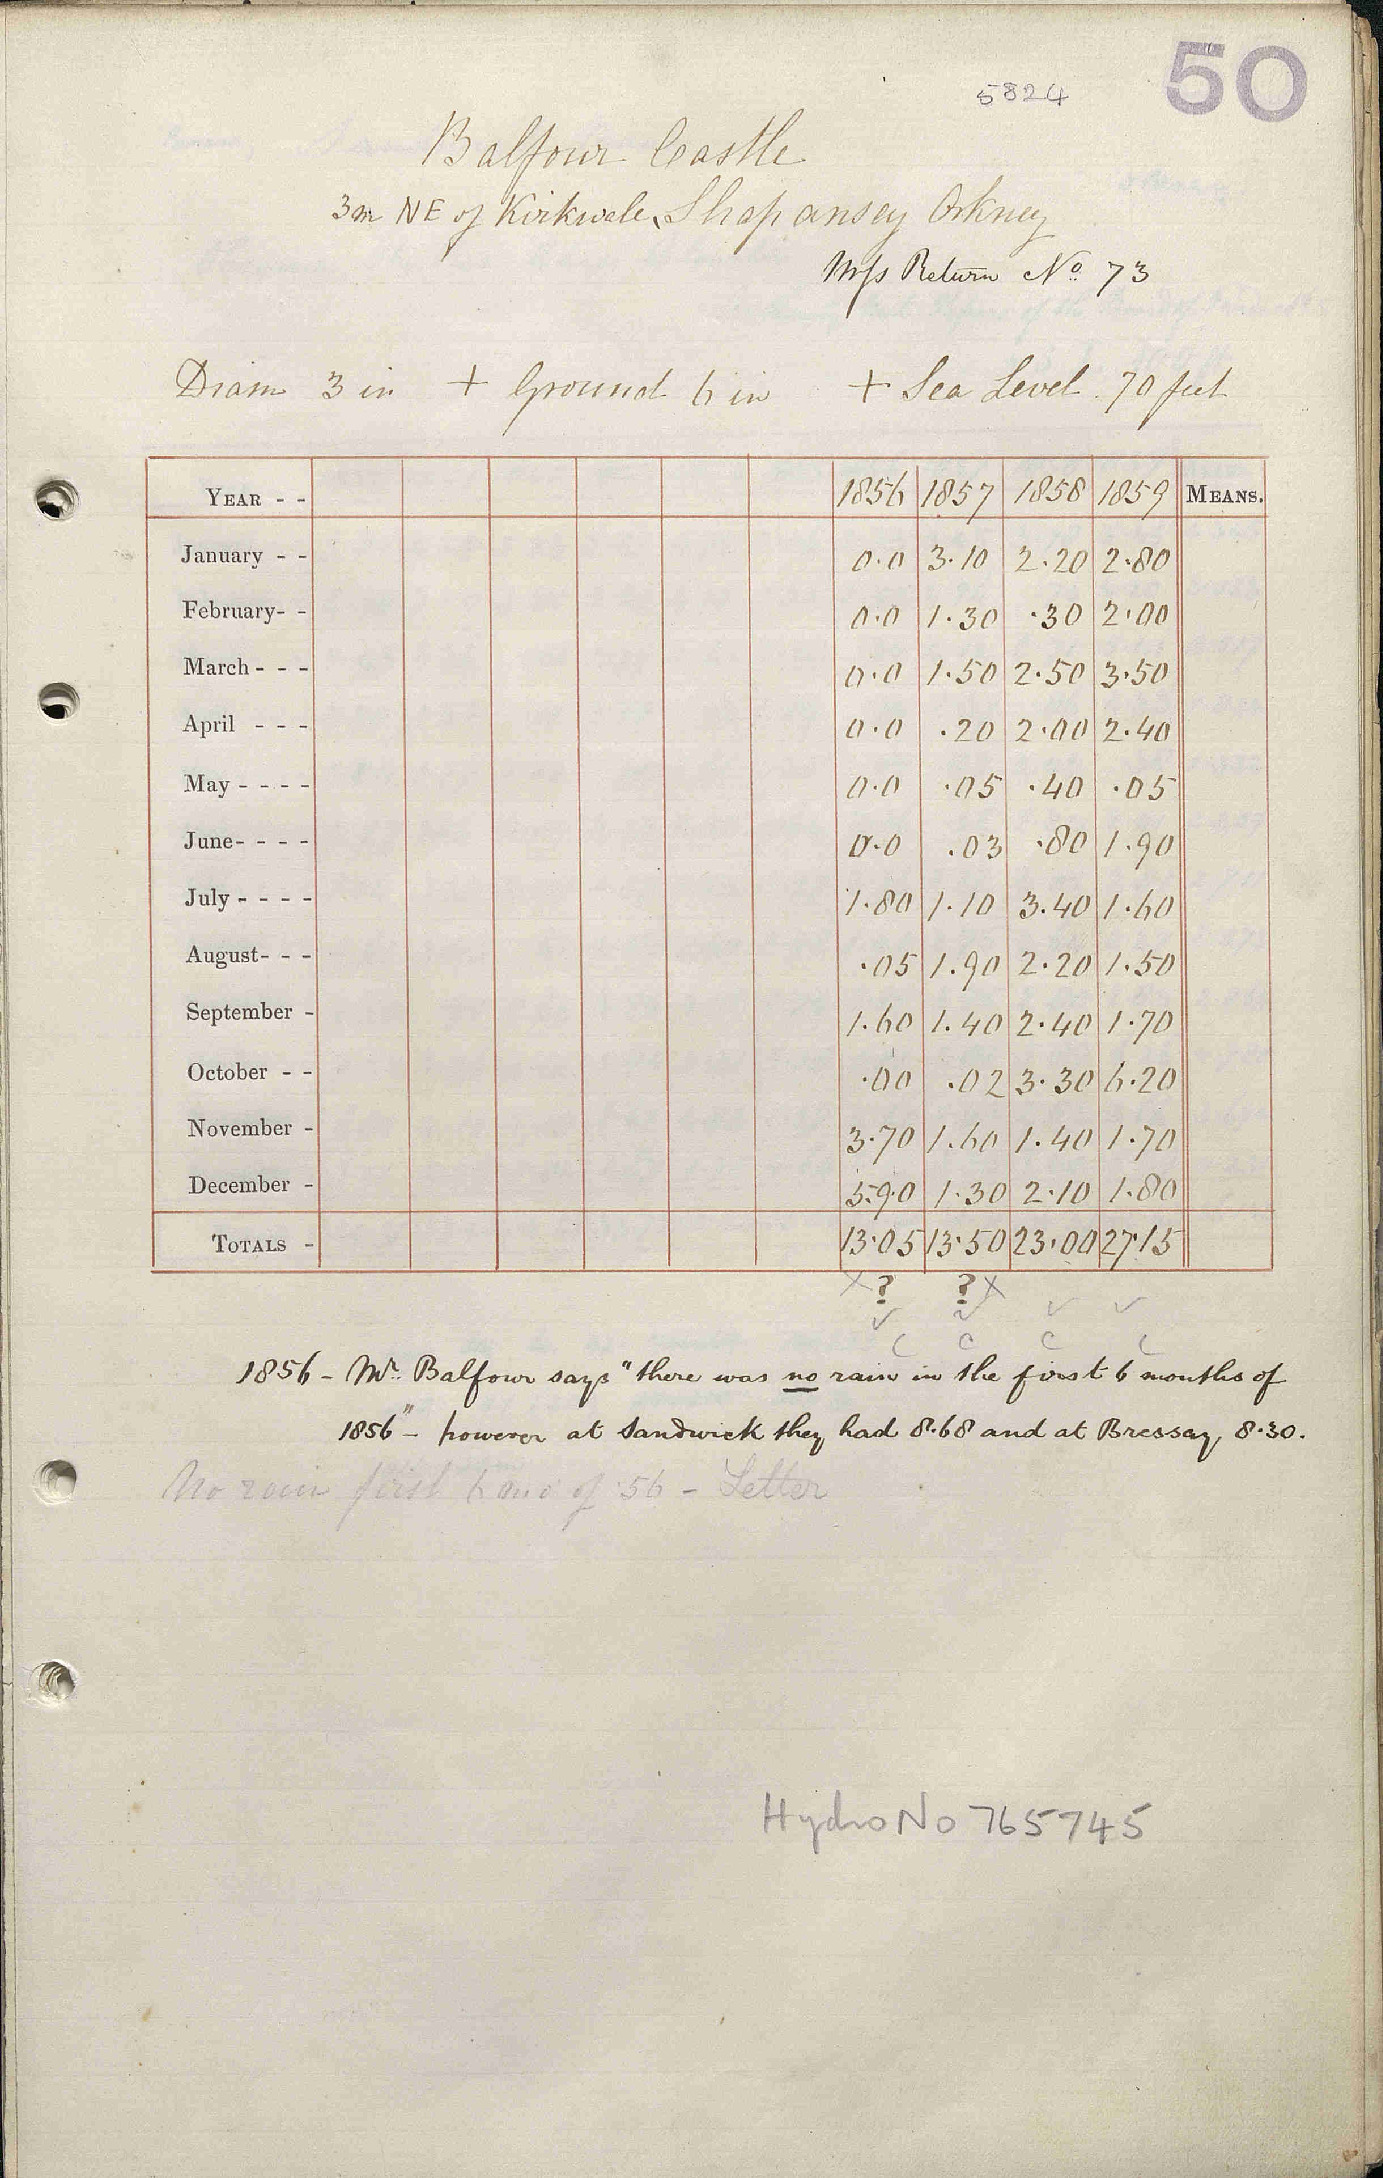 50
5824
Balfour Castle
3m NE of Kirkwale, Shapansey Orkney
Mss Return No. 73
Diam 3 in + Ground 6 in + Sea Level 70 feet
YEAR - - 1856 1857 1858 1859 MEANS.
January - - 0.0 3.10 2.20 2.80
February- - 0.0 1.30 .30 2.00
March - - - 0.0 1.50 2.50 3.50
April - - - 0.0 .20 2.00 2.40
May - - - - 0.0 .05 .40 .05
June- - - - 0.0 .03 .80 1.90
July - - - - 1.80 1.10 3.40 1.60
August- - - .05 1.90 2.20 1.50
September - 1.60 1.40 2.40 1.70
October - - .00 .02 3.30 6.20
November - 3.70 1.60 1.40 1.70
December - 5.90 1.30 2.10 1.80
TOTALS - 13.05 13.50 23.00 27.15
x ? ? x
✓ ✓ ✓ ✓
C C C C
1856 - Mr. Balfour says "there was no rain in the first 6 months of
1856" - however at Sandwick they had 8.68 and at Bressay, 8.30.
No rain first 6 mo of 56 - Letter
Hydro No 765745